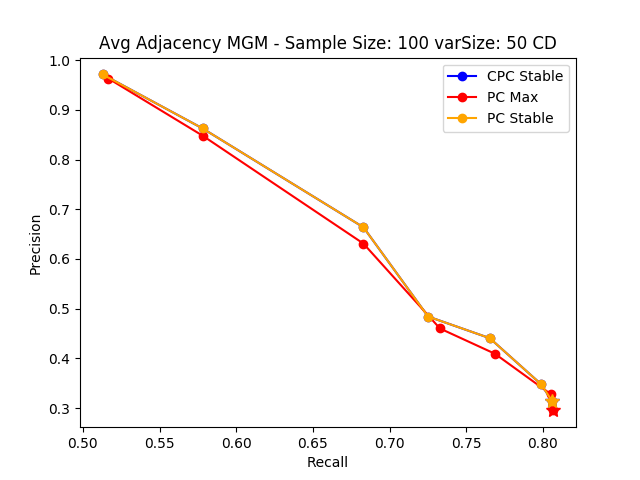 Avg Adjacency MGM - Sample Size: 100 varSize: 50 CD
CPC Stable
PC Max
PC Stable
Precision
1.0
0.9
0.8
0.7
0.6
0.5
0.4
0.3
0.50 0.55 0.60 0.65 0.70 0.75 0.80
Recall